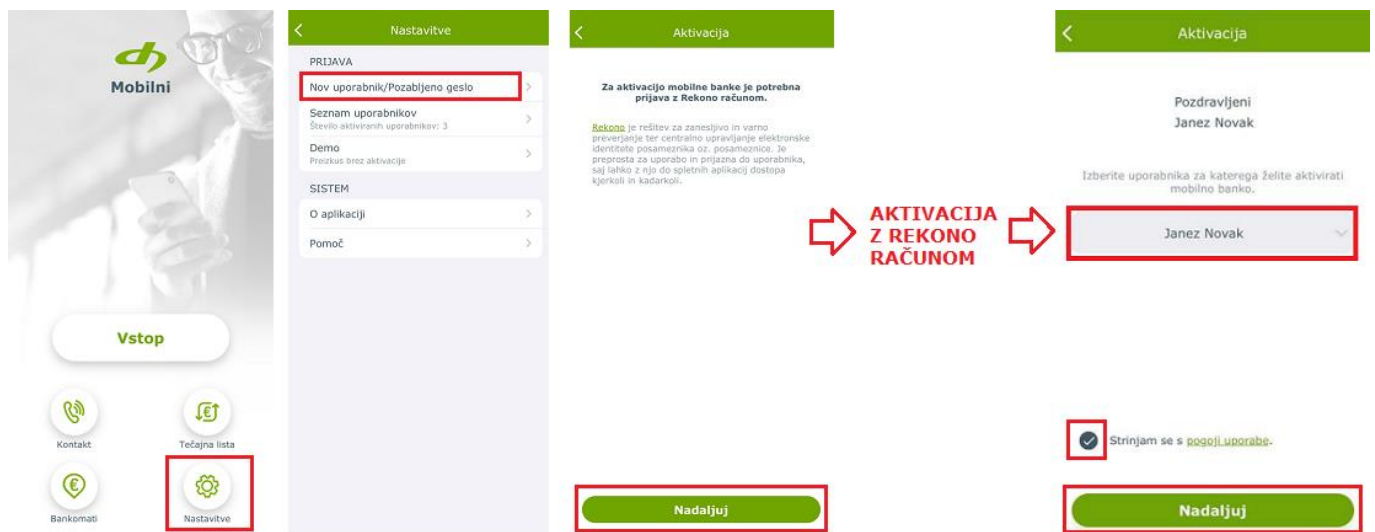 dh
Mobilni
Vstop
Kontakt
Tečajna lista
Bankomati
Nastavitve
Nastavitve
PRIJAVA
Nov uporabnik/Pozabljeno geslo
Seznam uporabnikov
Število aktiviranih uporabnikov: 3
Demo
Preizkus brez aktivacije
SISTEM
O aplikaciji
Pomoč
Aktivacija
Za aktivacijo mobilne banke je potrebna
prijava z Rekono računom.
Rekono je rešitev za zanesljivo in varno
preverjanje ter centralno upravljanje elektronske
identitete posameznika oz. posameznice. Je
preprosta za uporabo in prijazna do uporabnika,
saj lahko z njo do spletnih aplikacij dostopa
kjerkoli in kadarkoli.
Nadaljuj
AKTIVACIJA
Z REKONO
RAČUNOM
Aktivacija
Pozdravljeni
Janez Novak
Izberite uporabnika za katerega želite aktivirati
mobilno banko.
Janez Novak
Strinjam se s pogoji uporabe.
Nadaljuj